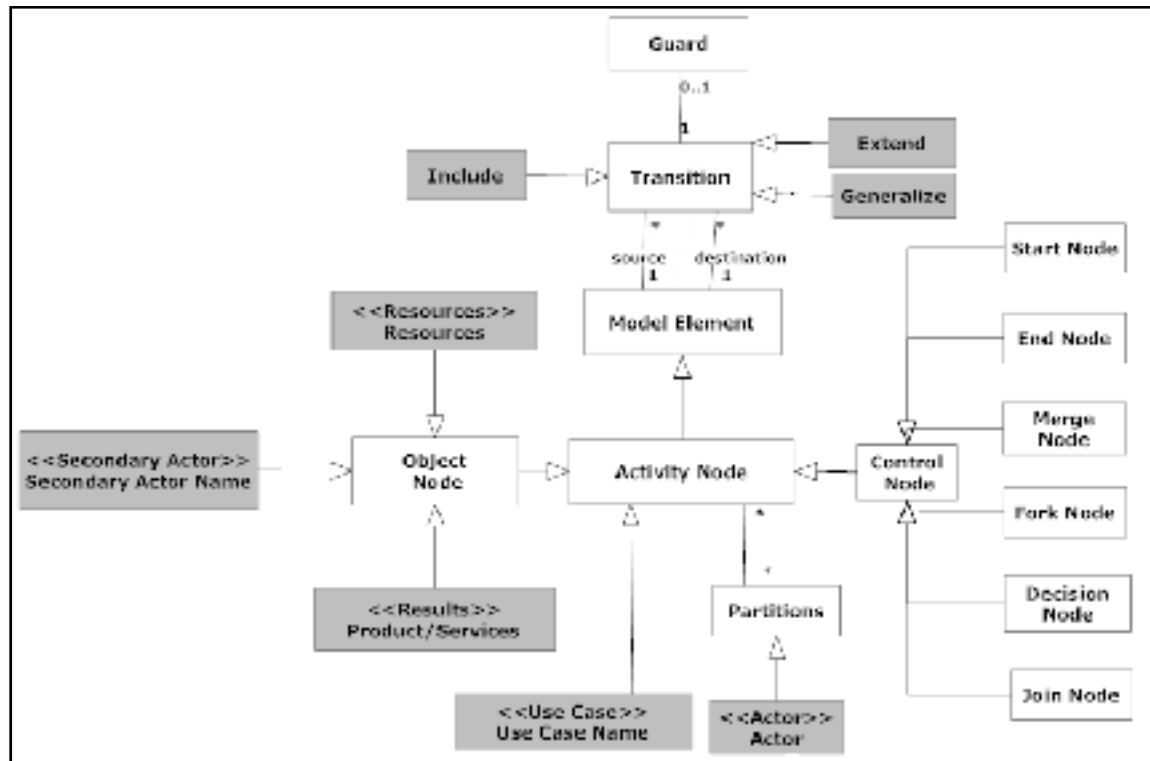 Guard
0..1
1
Extend
Include
Transition
Generalize
*
*
source
destination
1
1
Start Node
<<Resources>>
Resources
Model Element
End Node
Merge
Node
<<Secondary Actor>>
Secondary Actor Name
Object
Node
Activity Node
Control
Node
Fork Node
*
*
<<Results>>
Product/Services
Partitions
Decision
Node
<<Use Case>>
Use Case Name
<<Actor>>
Actor
Join Node